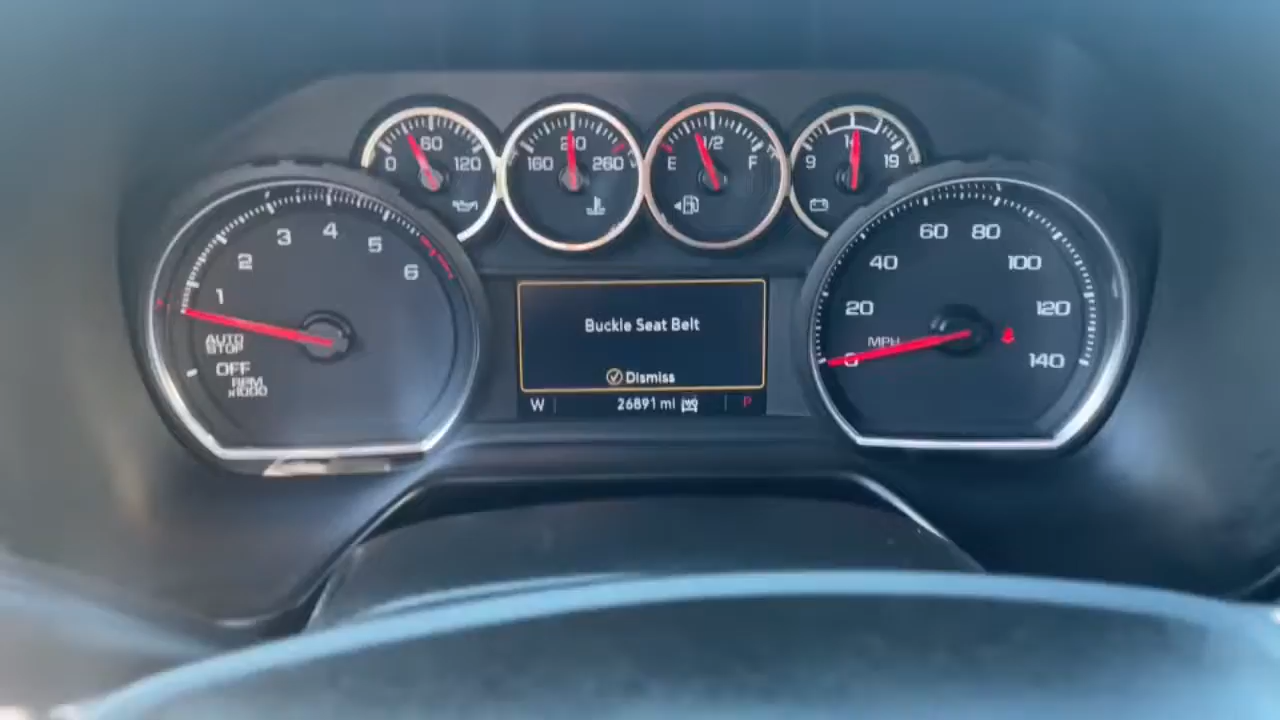 0 60 120
160 210 260
E 1/2 F
9 14 19
1 2 3 4 5 6
AUTO
STOP
OFF
RPM
x1000
Buckle Seat Belt
Dismiss
W 26891 mi P
0 20 40 60 80 100 120 140
MPH